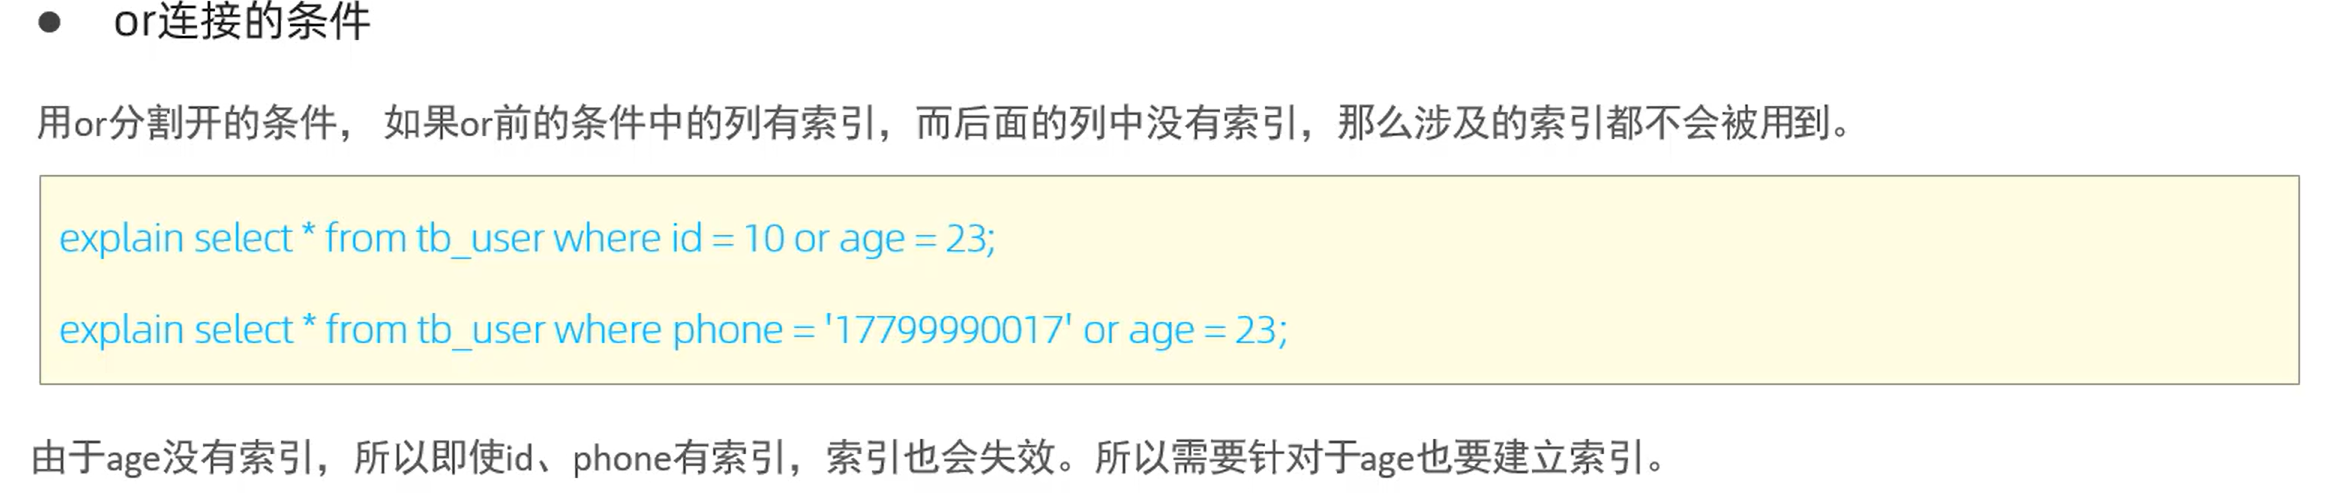 ● or连接的条件
用or分割开的条件， 如果or前的条件中的列有索引，而后面的列中没有索引，那么涉及的索引都不会被用到。
explain select * from tb_user where id = 10 or age = 23;
explain select * from tb_user where phone = '17799990017' or age = 23;
由于age没有索引，所以即使id、phone有索引，索引也会失效。所以需要针对于age也要建立索引。